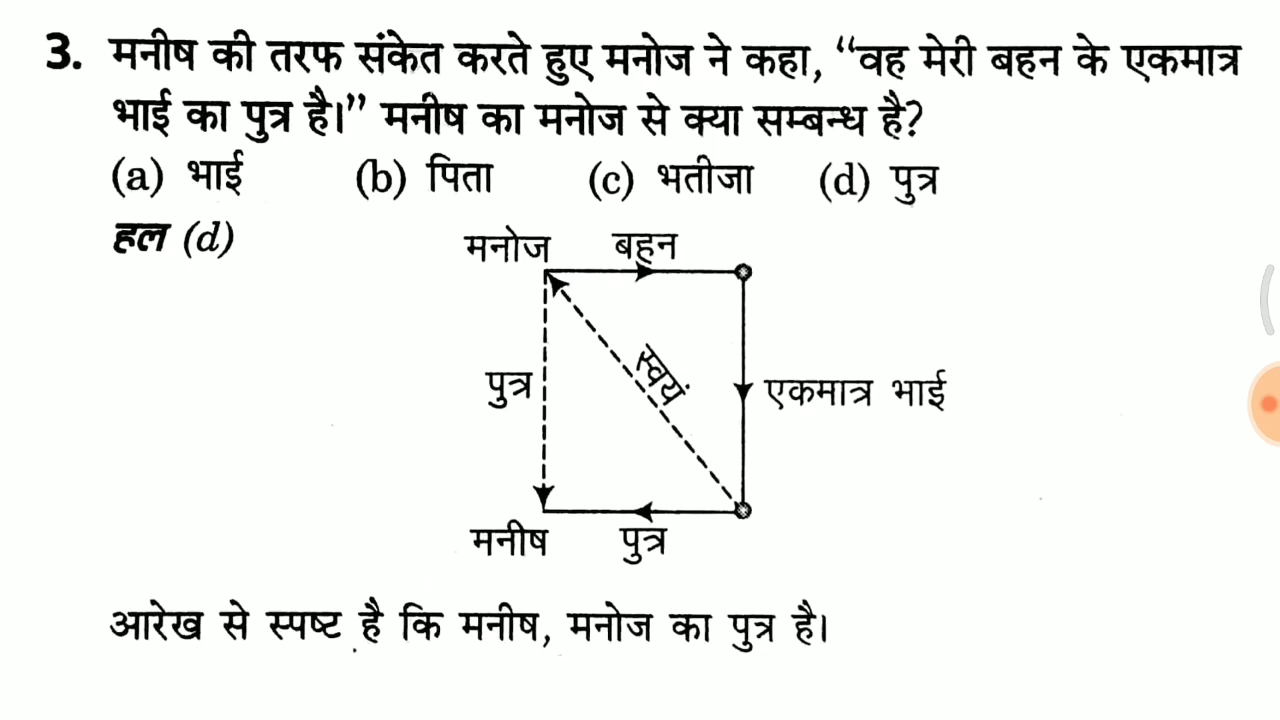 3. मनीष की तरफ संकेत करते हुए मनोज ने कहा, “वह मेरी बहन के एकमात्र
भाई का पुत्र है।” मनीष का मनोज से क्या सम्बन्ध है?
(a) भाई (b) पिता (c) भतीजा (d) पुत्र
हल (d)
मनोज बहन
स्वयं
पुत्र एकमात्र भाई
मनीष पुत्र
आरेख से स्पष्ट है कि मनीष, मनोज का पुत्र है।